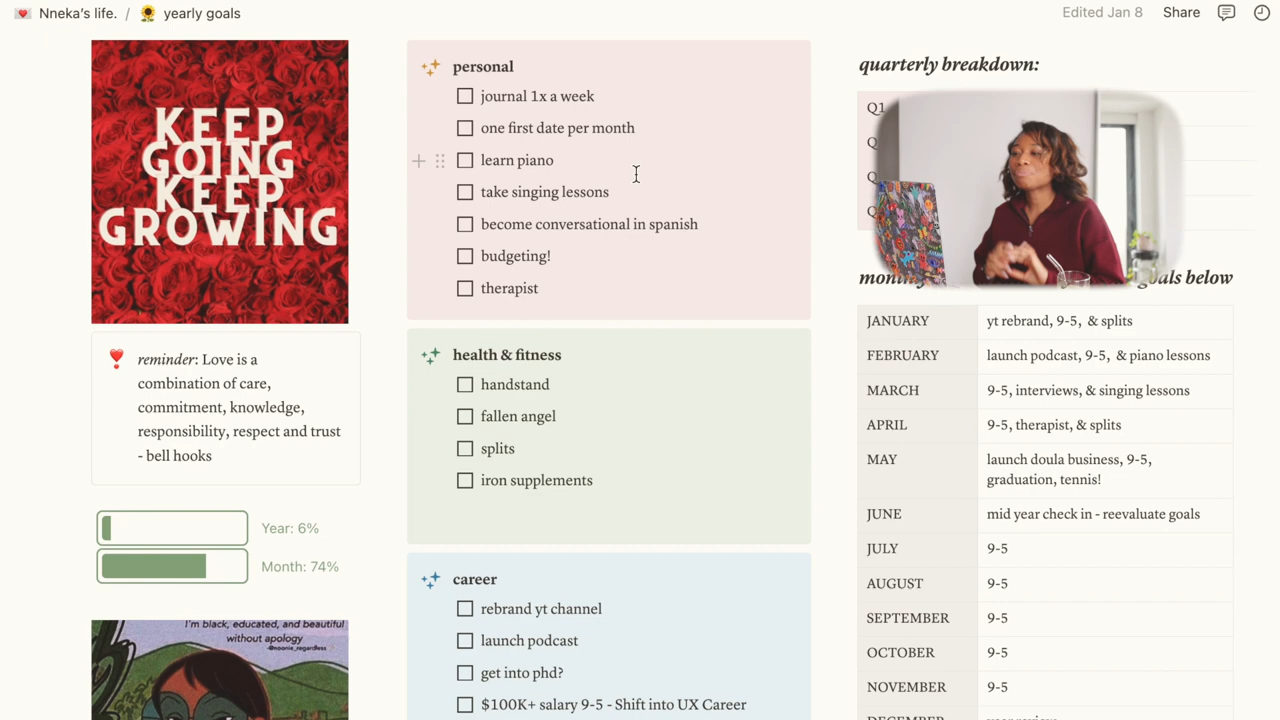 Nneka's life. / yearly goals
Edited Jan 8 Share
KEEP
GOING
KEEP
GROWING
reminder: Love is a
combination of care,
commitment, knowledge,
responsibility, respect and trust
- bell hooks
Year: 6%
Month: 74%
I'm black, educated, and beautiful
without apology
-@noonie_regardless
personal
journal 1x a week
one first date per month
learn piano
take singing lessons
become conversational in spanish
budgeting!
therapist
health & fitness
handstand
fallen angel
splits
iron supplements
career
rebrand yt channel
launch podcast
get into phd?
$100K+ salary 9-5 - Shift into UX Career
quarterly breakdown:
Q1
goals below
JANUARY yt rebrand, 9-5, & splits
FEBRUARY launch podcast, 9-5, & piano lessons
MARCH 9-5, interviews, & singing lessons
APRIL 9-5, therapist, & splits
MAY launch doula business, 9-5,
graduation, tennis!
JUNE mid year check in - reevaluate goals
JULY 9-5
AUGUST 9-5
SEPTEMBER 9-5
OCTOBER 9-5
NOVEMBER 9-5